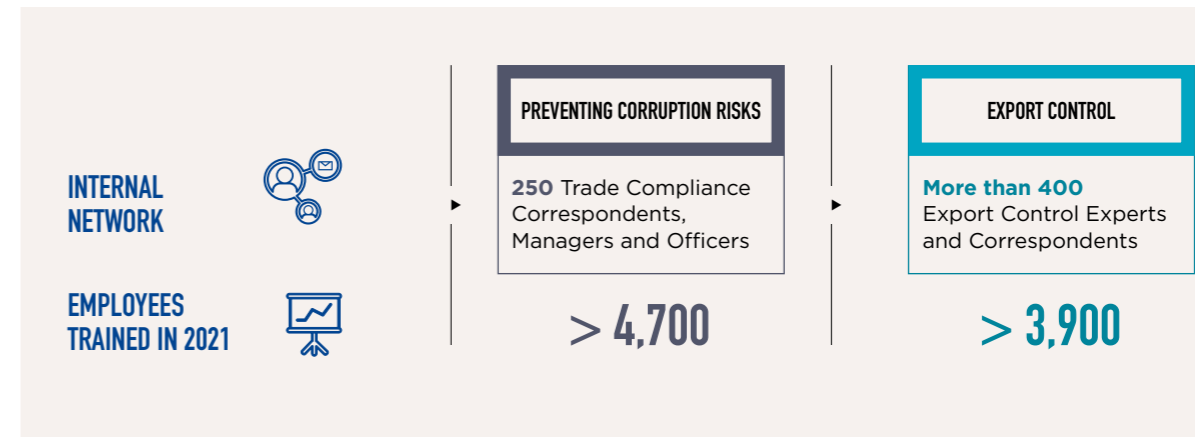 INTERNAL
NETWORK
PREVENTING CORRUPTION RISKS
250 Trade Compliance
Correspondents,
Managers and Officers
EXPORT CONTROL
More than 400
Export Control Experts
and Correspondents
EMPLOYEES
TRAINED IN 2021
> 4,700
> 3,900